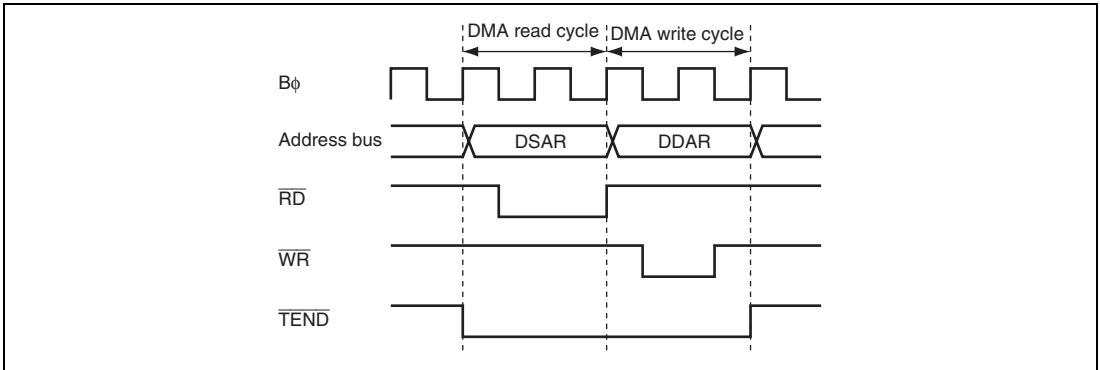 DMA read cycle DMA write cycle
Bϕ
Address bus DSAR DDAR
RD
WR
TEND